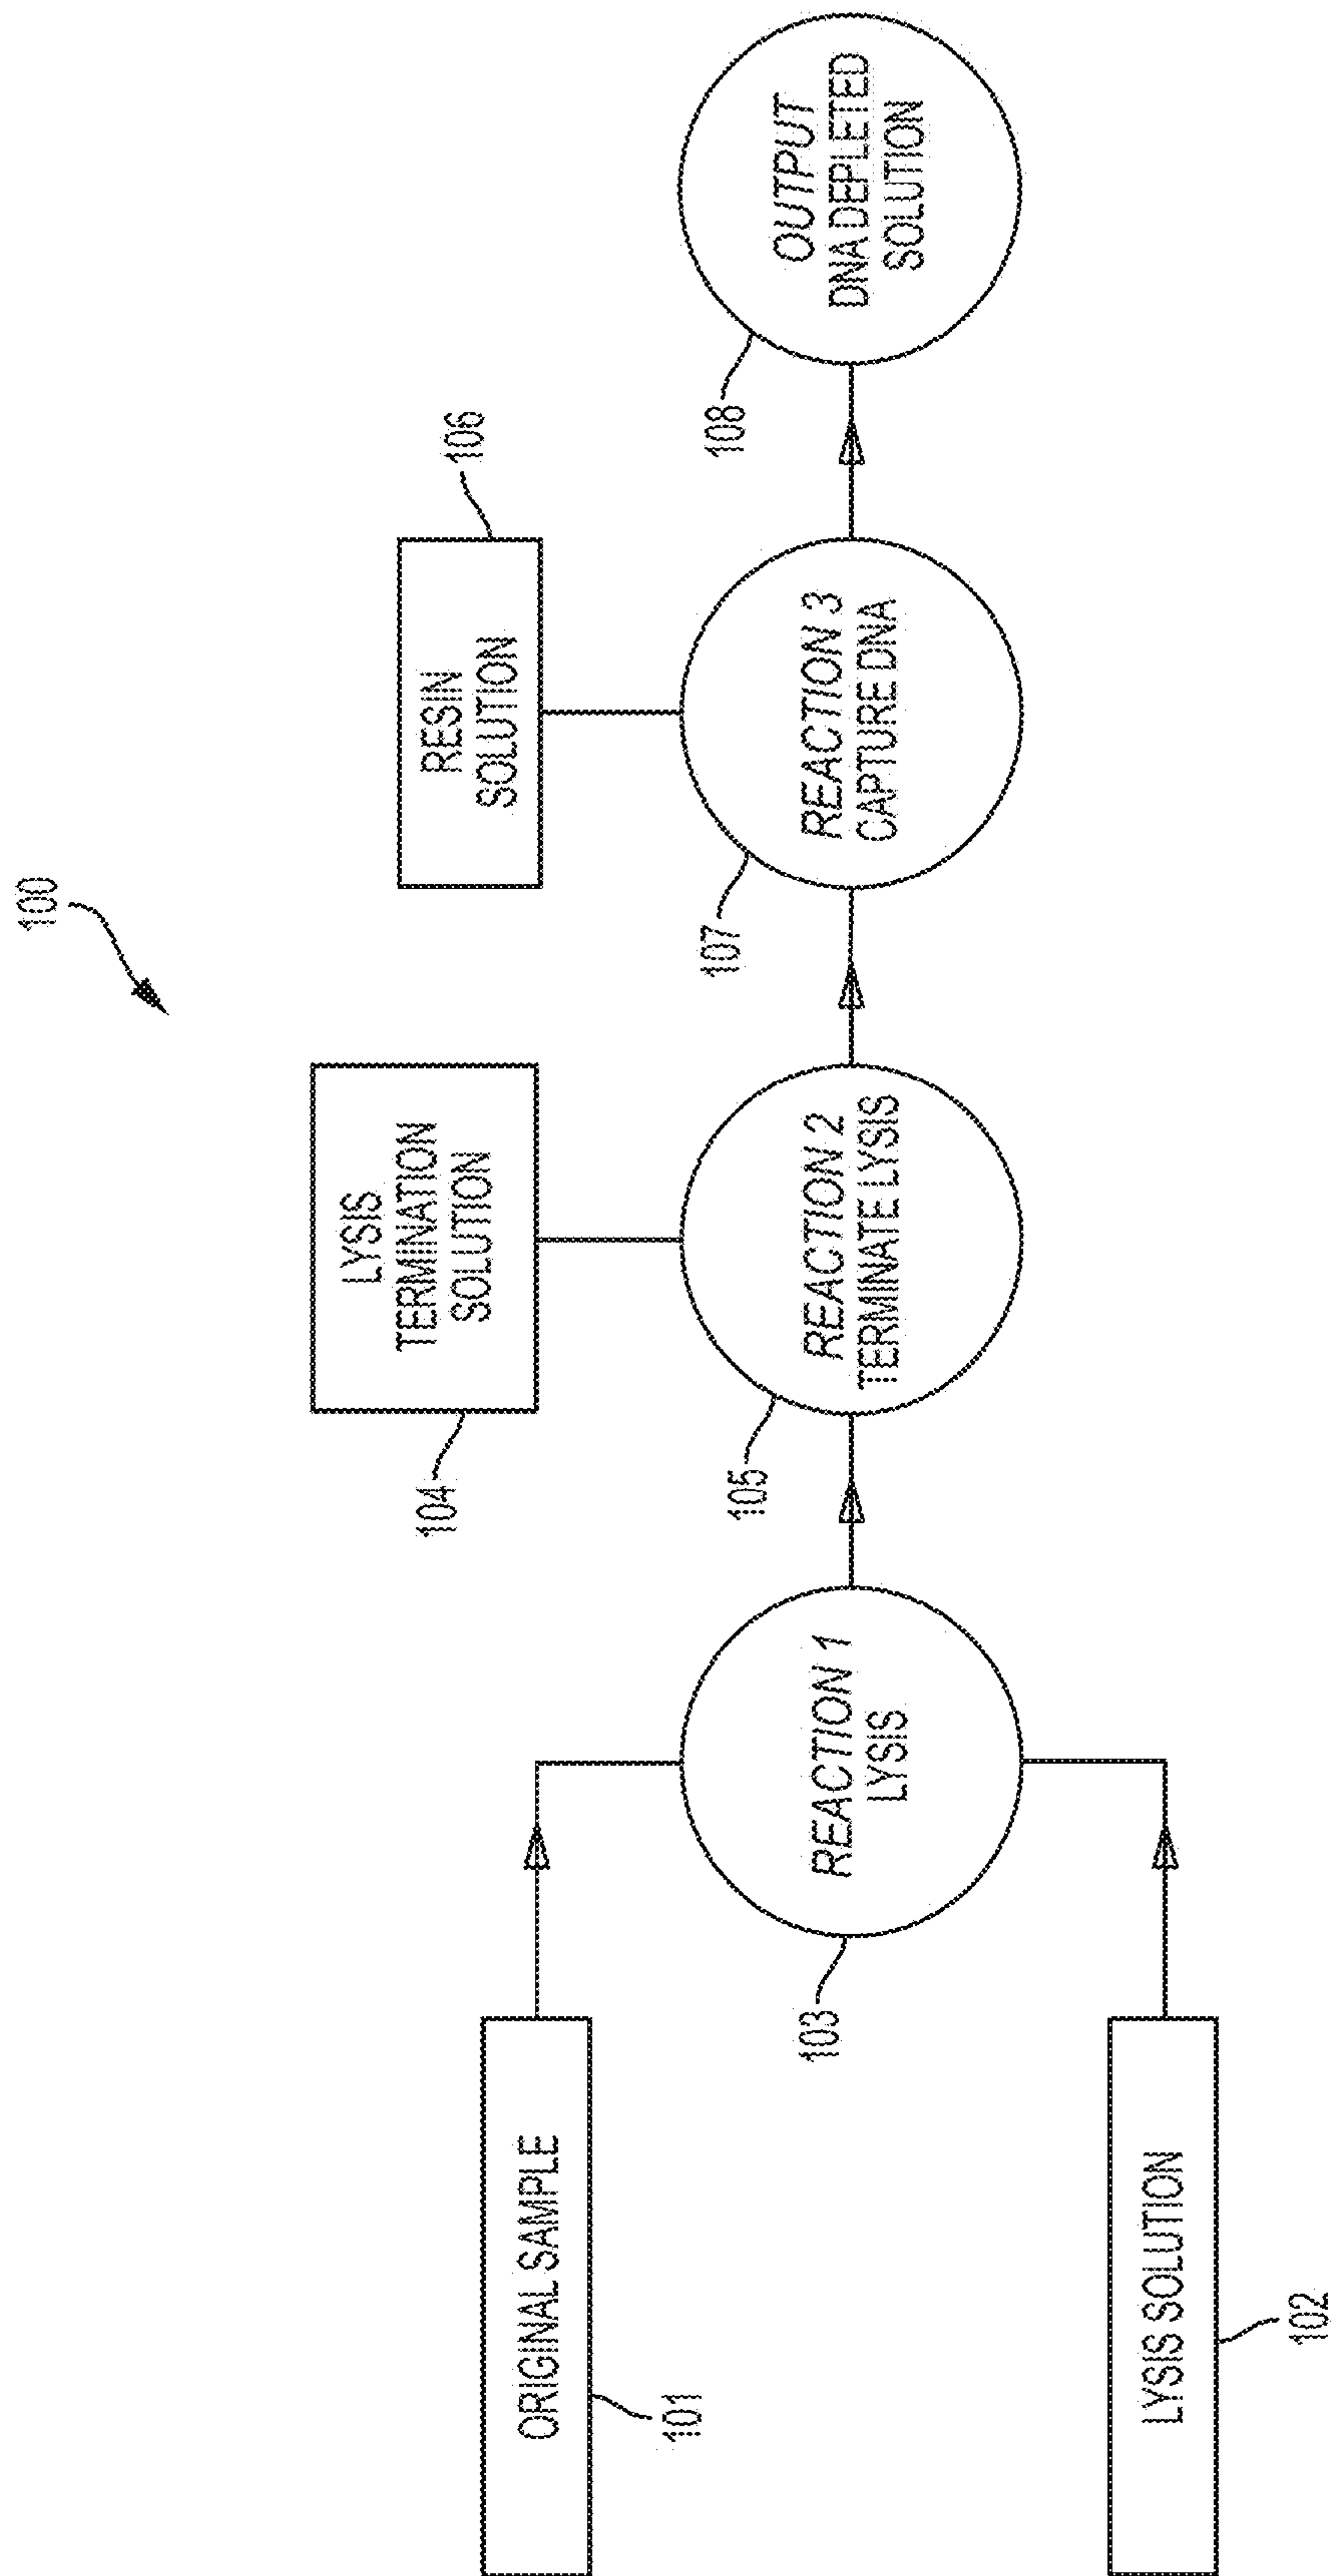 100
ORIGINAL SAMPLE
101
LYSIS SOLUTION
102
REACTION 1
LYSIS
103
LYSIS
TERMINATION
SOLUTION
104
REACTION 2
TERMINATE LYSIS
105
RESIN
SOLUTION
106
REACTION 3
CAPTURE DNA
107
OUTPUT
DNA DEPLETED
SOLUTION
108